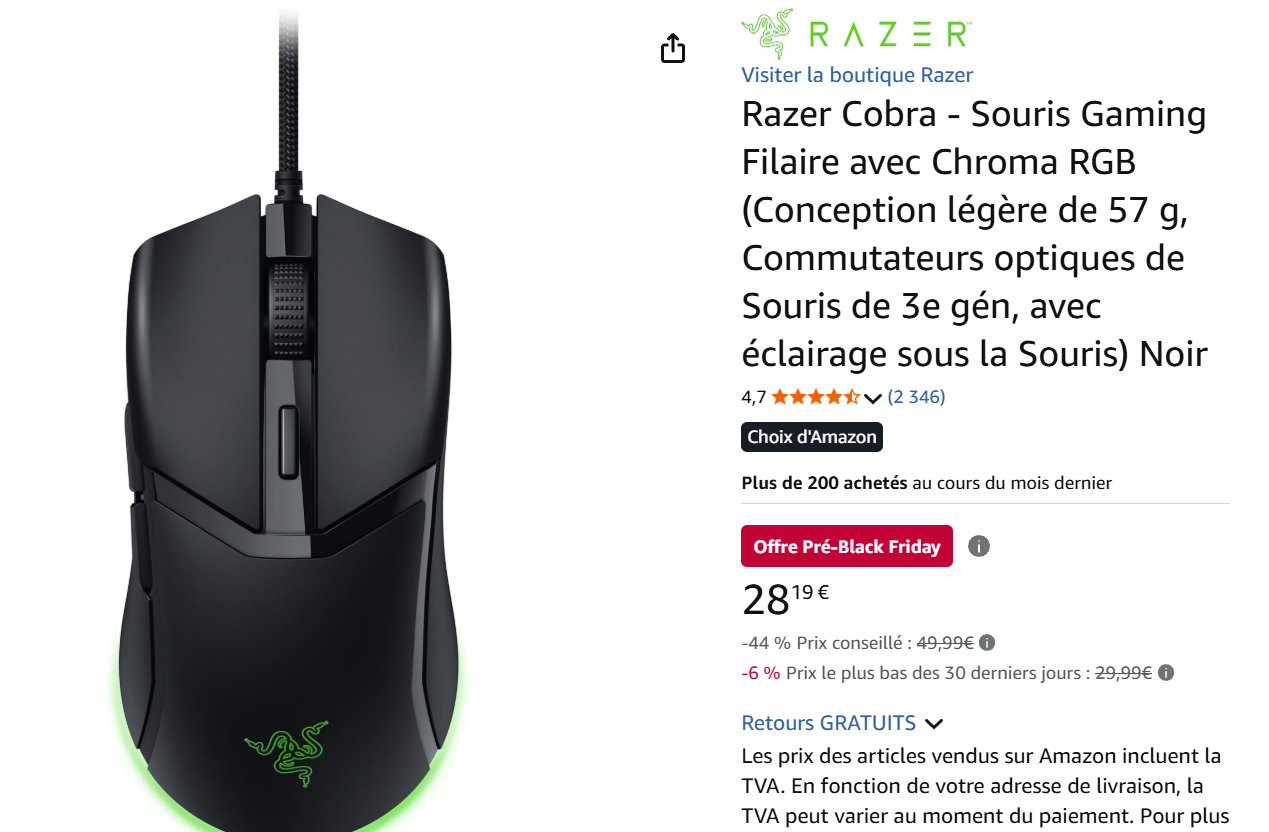 RAZER™
Visiter la boutique Razer
Razer Cobra - Souris Gaming
Filaire avec Chroma RGB
(Conception légère de 57 g,
Commutateurs optiques de
Souris de 3e gén, avec
éclairage sous la Souris) Noir
4,7 (2 346)
Choix d'Amazon
Plus de 200 achetés au cours du mois dernier
Offre Pré-Black Friday
28 19 €
-44 % Prix conseillé : 49,99€
-6 % Prix le plus bas des 30 derniers jours : 29,99€
Retours GRATUITS
Les prix des articles vendus sur Amazon incluent la
TVA. En fonction de votre adresse de livraison, la
TVA peut varier au moment du paiement. Pour plus